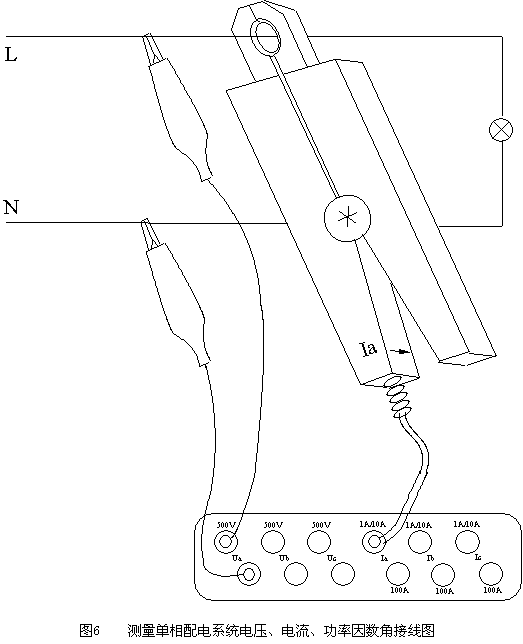 L
N
Ia
500V 500V 500V 1A/10A 1A/10A 1A/10A
Ua Ub Uc Ia Ib Ic
100A 100A 100A
图6 测量单相配电系统电压、电流、功率因数角接线图